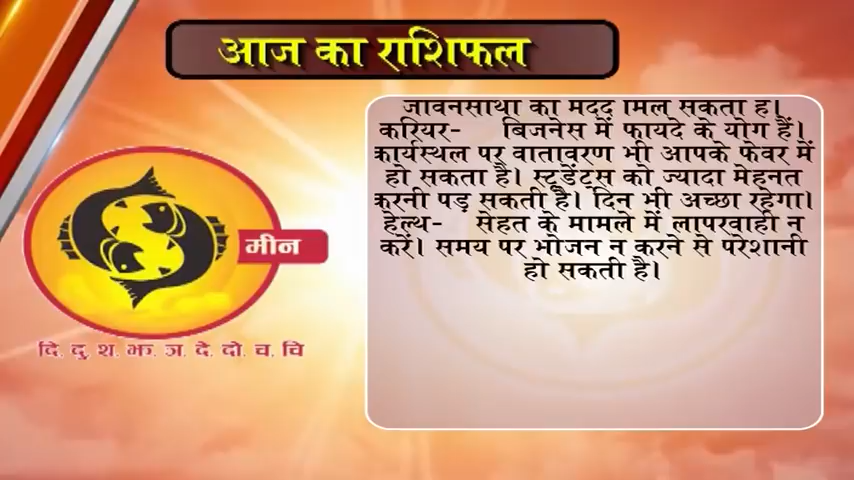 आज का राशिफल
जीवनसाथी की मदद मिल सकती है।
करियर- बिजनेस में फायदे के योग हैं।
कार्यस्थल पर वातावरण भी आपके फेवर में
हो सकता है। स्टूडेंट्स को ज्यादा मेहनत
करनी पड़ सकती है। दिन भी अच्छा रहेगा।
हेल्थ- सेहत के मामले में लापरवाही न
करें। समय पर भोजन न करने से परेशानी
हो सकती है।
मीन
दि. दु. श. झ. ञ. दे. दो. च. चि